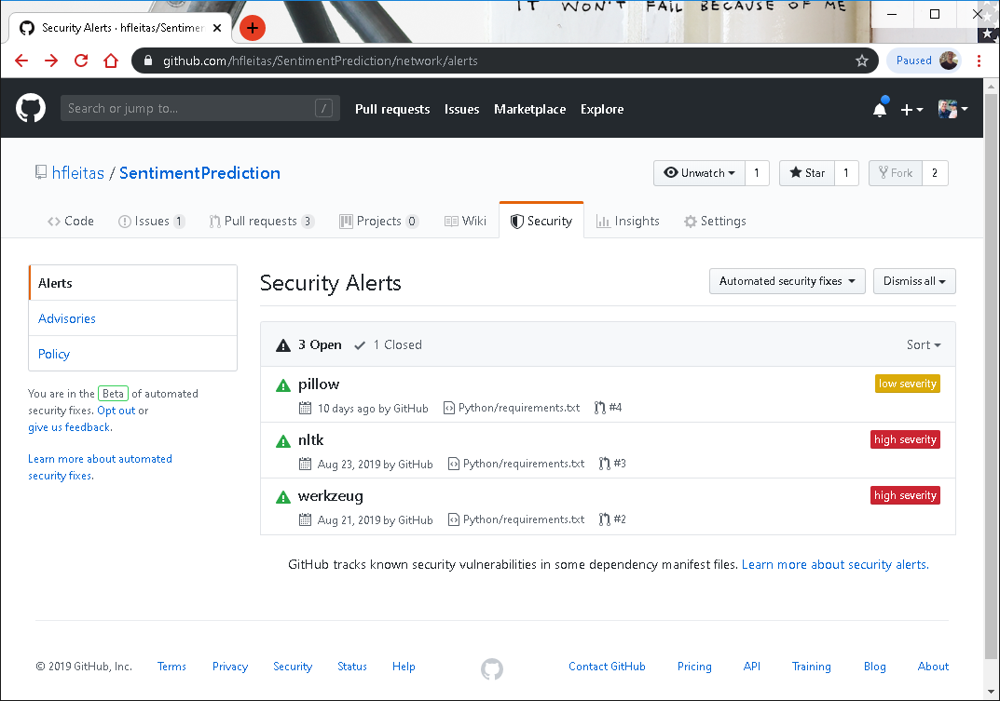 IT WON'T FAIL BECAUSE OF ME
Security Alerts · hfleitas/Sentimen
github.com/hfleitas/SentimentPrediction/network/alerts
Paused
Search or jump to...
/
Pull requests Issues Marketplace Explore
hfleitas / SentimentPrediction
Unwatch 1 Star 1 Fork 2
Code Issues 1 Pull requests 3 Projects 0 Wiki Security Insights Settings
Alerts
Advisories
Policy
You are in the Beta of automated
security fixes. Opt out or
give us feedback.
Learn more about automated
security fixes.
Security Alerts
Automated security fixes Dismiss all
3 Open 1 Closed Sort
pillow low severity
10 days ago by GitHub Python/requirements.txt #4
nltk high severity
Aug 23, 2019 by GitHub Python/requirements.txt #3
werkzeug high severity
Aug 21, 2019 by GitHub Python/requirements.txt #2
GitHub tracks known security vulnerabilities in some dependency manifest files. Learn more about security alerts.
© 2019 GitHub, Inc. Terms Privacy Security Status Help Contact GitHub Pricing API Training Blog About